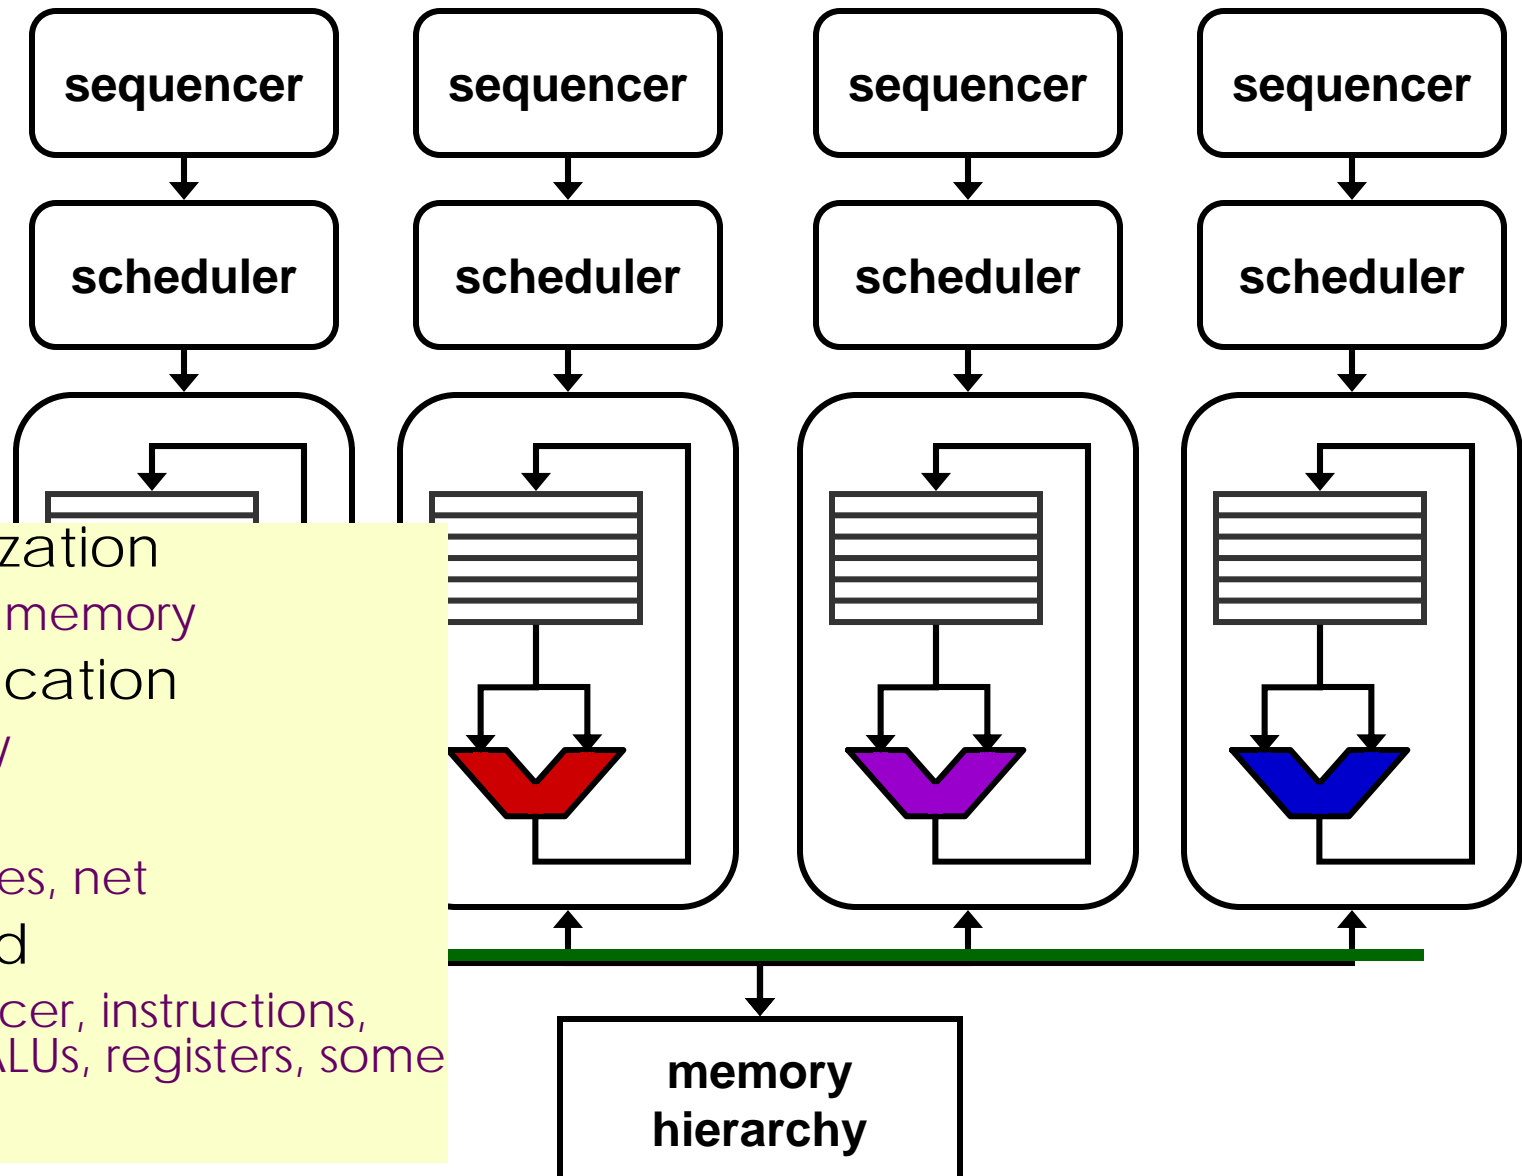 sequencer sequencer sequencer sequencer
scheduler scheduler scheduler scheduler
zation
memory
cation
y
es, net
d
cer, instructions,
ALUs, registers, some
memory
hierarchy